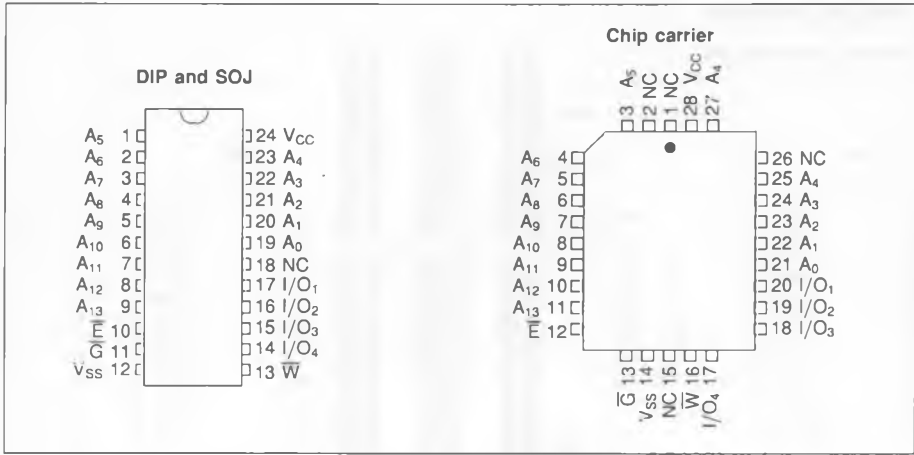 Chip carrier
DIP and SOJ
A5 1
A6 2
A7 3
A8 4
A9 5
A10 6
A11 7
A12 8
A13 9
E̅ 10
G̅ 11
VSS 12
24 VCC
23 A4
22 A3
21 A2
20 A1
19 A0
18 NC
17 I/O1
16 I/O2
15 I/O3
14 I/O4
13 W̅
3 A5
2 NC
1 NC
28 VCC
27 A4
A6 4
A7 5
A8 6
A9 7
A10 8
A11 9
A12 10
A13 11
E̅ 12
26 NC
25 A4
24 A3
23 A2
22 A1
21 A0
20 I/O1
19 I/O2
18 I/O3
G̅ 13
VSS 14
NC 15
W̅ 16
I/O4 17